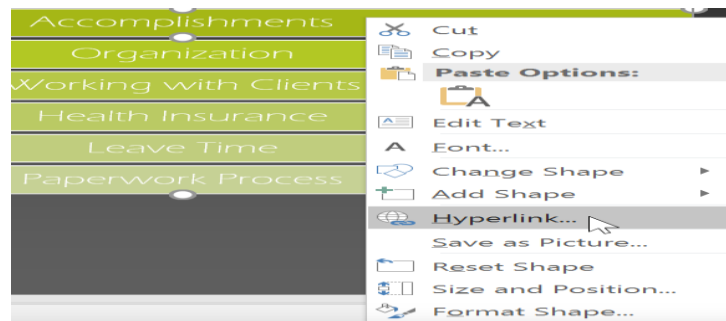 Accomplishments
Organization
Working with Clients
Health Insurance
Leave Time
Paperwork Process
Cut
Copy
Paste Options:
A
Edit Text
A
Font...
Change Shape
Add Shape
Hyperlink...
Save as Picture...
Reset Shape
Size and Position...
Format Shape...